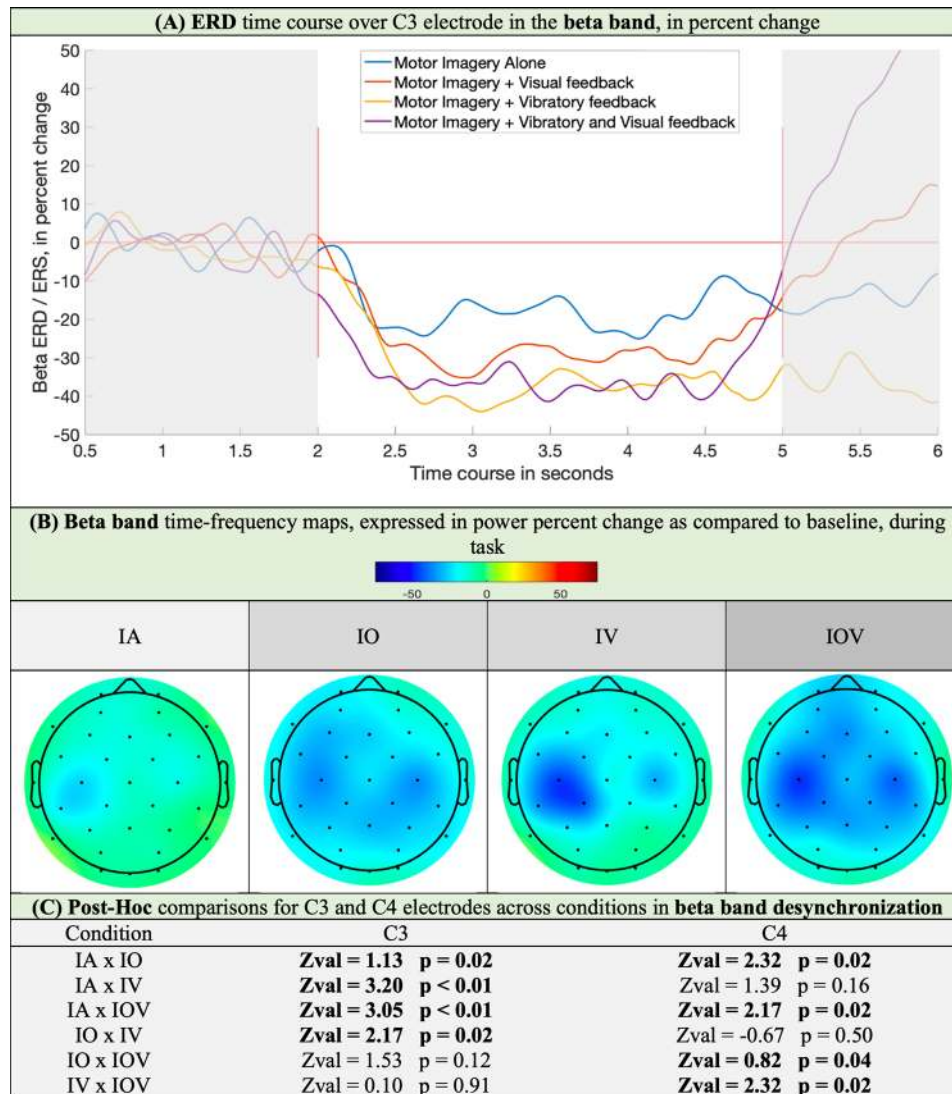 (A) ERD time course over C3 electrode in the beta band, in percent change
50
40
30
20
10
0
-10
-20
-30
-40
-50
Beta ERD / ERS, in percent change
Motor Imagery Alone
Motor Imagery + Visual feedback
Motor Imagery + Vibratory feedback
Motor Imagery + Vibratory and Visual feedback
0.5 1 1.5 2 2.5 3 3.5 4 4.5 5 5.5 6
Time course in seconds
(B) Beta band time-frequency maps, expressed in power percent change as compared to baseline, during
task
-50 0 50
IA IO IV IOV
(C) Post-Hoc comparisons for C3 and C4 electrodes across conditions in beta band desynchronization
Condition C3 C4
IA x IO Zval = 1.13 p = 0.02 Zval = 2.32 p = 0.02
IA x IV Zval = 3.20 p < 0.01 Zval = 1.39 p = 0.16
IA x IOV Zval = 3.05 p < 0.01 Zval = 2.17 p = 0.02
IO x IV Zval = 2.17 p = 0.02 Zval = -0.67 p = 0.50
IO x IOV Zval = 1.53 p = 0.12 Zval = 0.82 p = 0.04
IV x IOV Zval = 0.10 p = 0.91 Zval = 2.32 p = 0.02